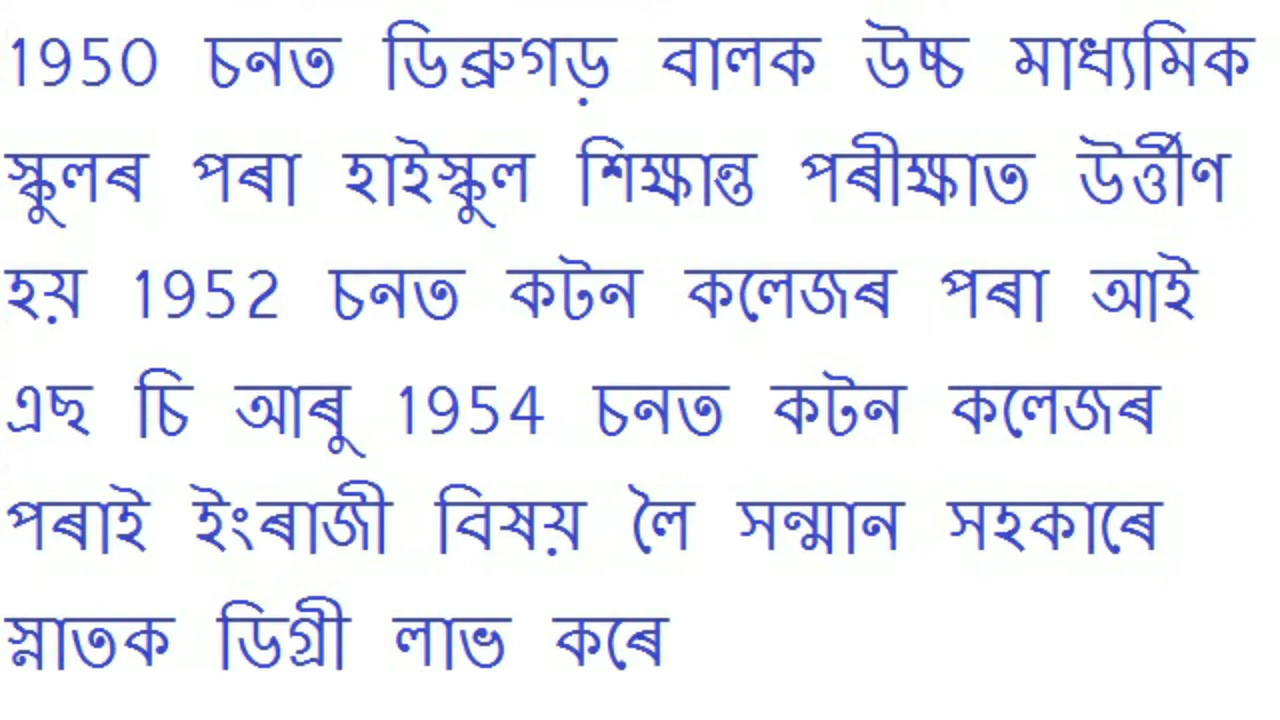 1950 চনত ডিব্রুগড় বালক উচ্চ মাধ্যমিক
স্কুলৰ পৰা হাইস্কুল শিক্ষান্ত পৰীক্ষাত উৰ্ত্তীণ
হয় 1952 চনত কটন কলেজৰ পৰা আই
এছ চি আৰু 1954 চনত কটন কলেজৰ
পৰাই ইংৰাজী বিষয় লৈ সন্মান সহকাৰে
স্নাতক ডিগ্ৰী লাভ কৰে